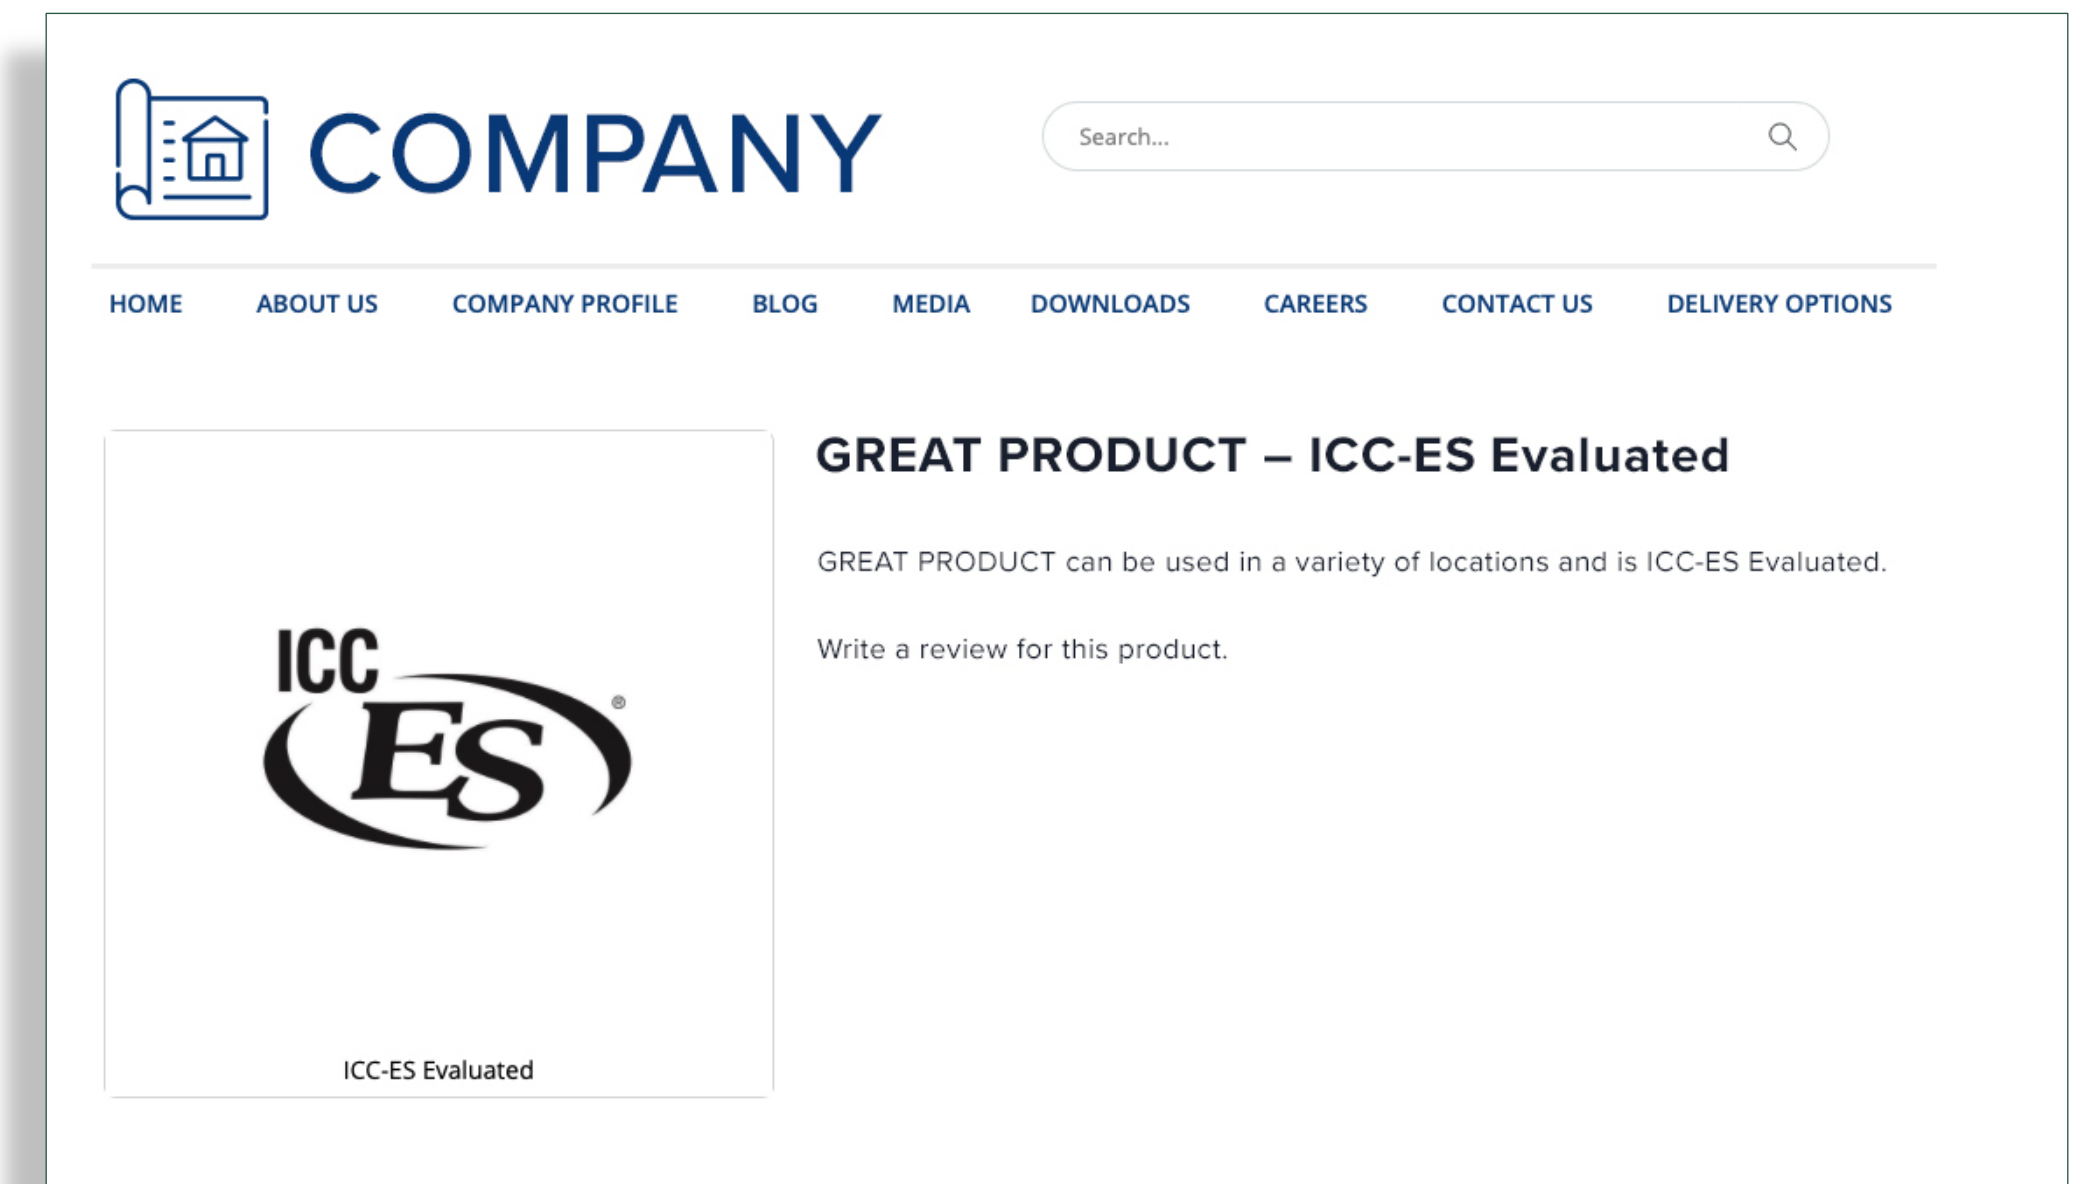 COMPANY
Search...
HOME ABOUT US COMPANY PROFILE BLOG MEDIA DOWNLOADS CAREERS CONTACT US DELIVERY OPTIONS
GREAT PRODUCT – ICC-ES Evaluated
GREAT PRODUCT can be used in a variety of locations and is ICC-ES Evaluated.
Write a review for this product.
ICC
ES®
ICC-ES Evaluated